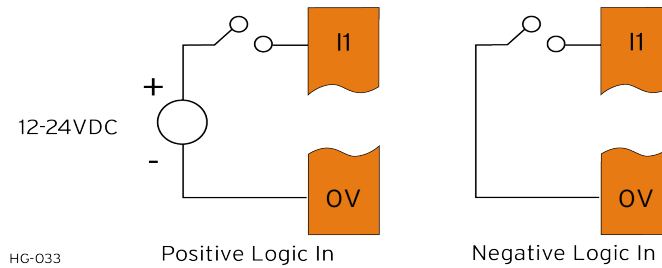 I1
I1
+
12-24VDC
-
0V
0V
HG-033
Positive Logic In
Negative Logic In